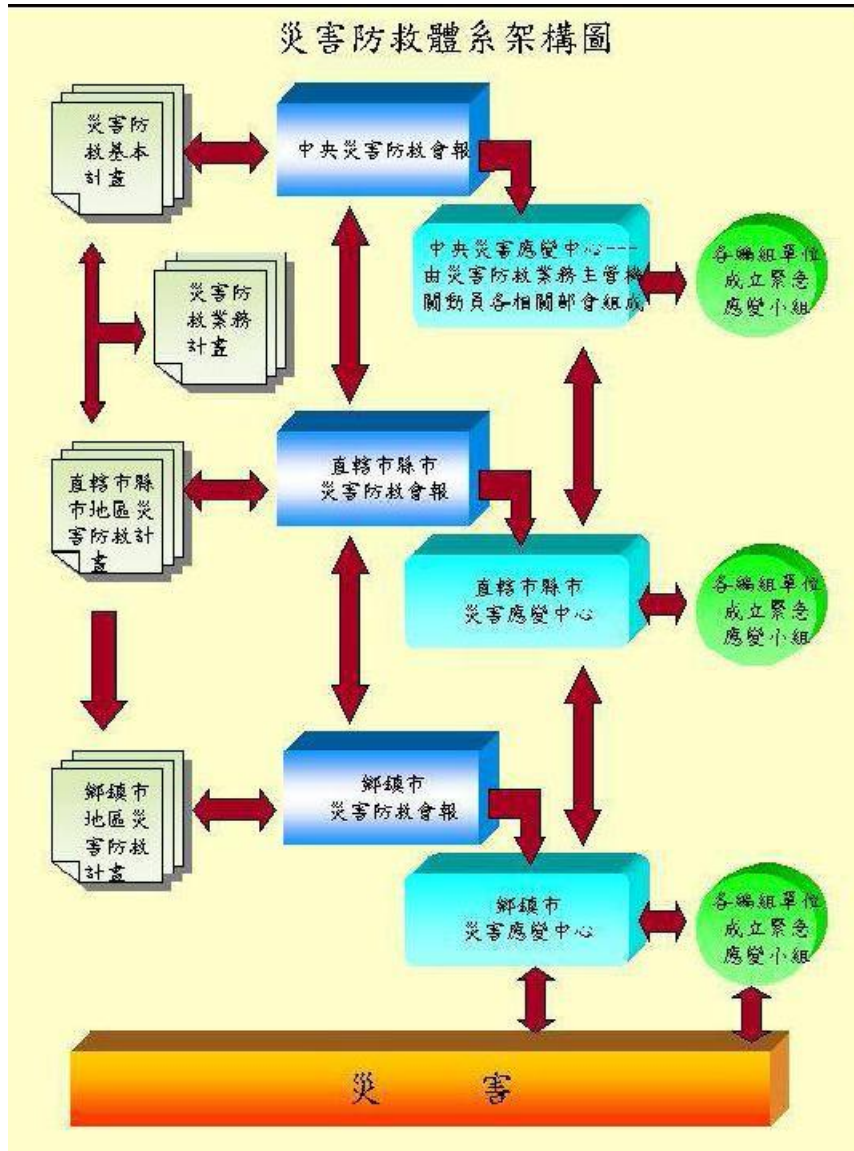 災害防救體系架構圖
災害防
救基本
計畫
中央災害防救會報
中央災害應變中心---
由災害防救業務主管機
關動員各相關部會組成
各編組單位
成立緊急
應變小組
災害防
救業務
計畫
直轄市縣
市地區災
害防救計
畫
直轄市縣市
災害防救會報
直轄市縣市
災害應變中心
各編組單位
成立緊急
應變小組
鄉鎮市
地區災
害防救
計畫
鄉鎮市
災害防救會報
鄉鎮市
災害應變中心
各編組單位
成立緊急
應變小組
災 害